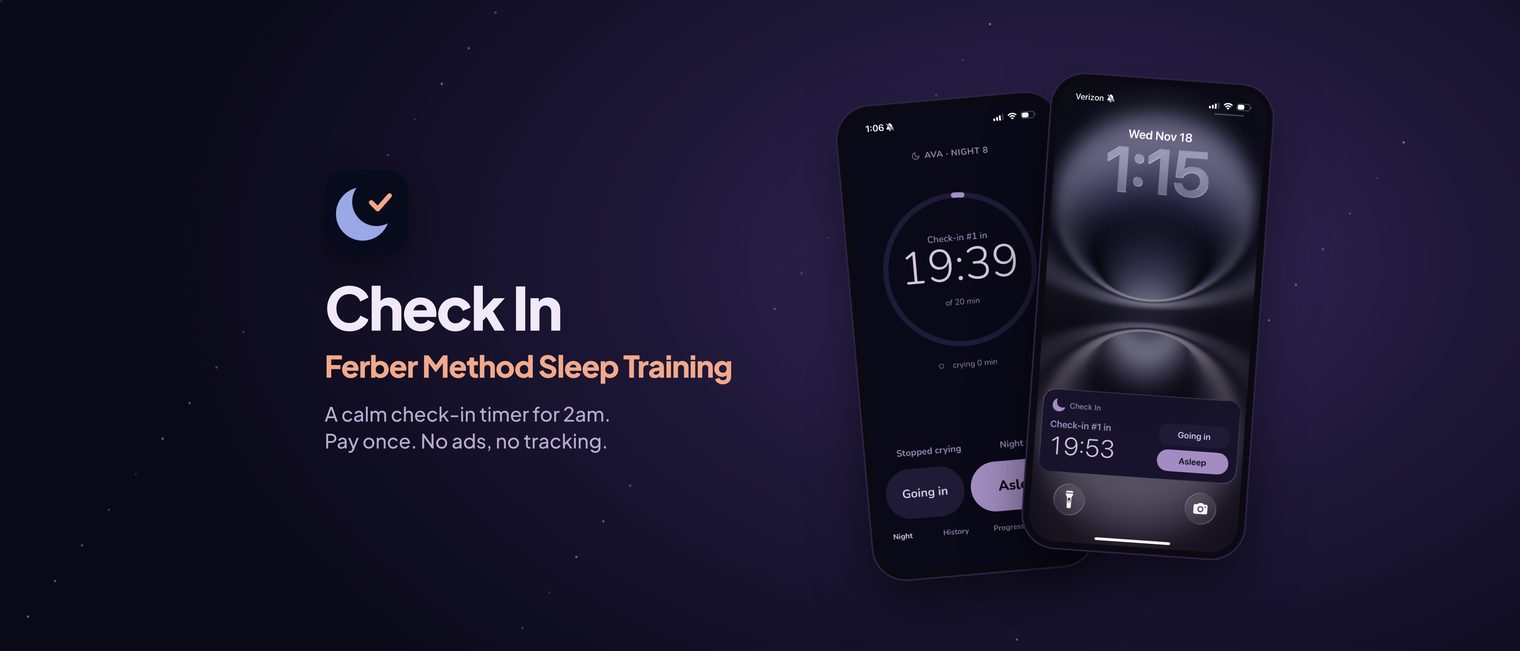 Check In
Ferber Method Sleep Training
A calm check-in timer for 2am.
Pay once. No ads, no tracking.
1:06
AVA · NIGHT 8
Check-in #1 in
19:39
of 20 min
crying 0 min
Stopped crying
Night
Going in
Asle
Night
History
Progress
Verizon
Wed Nov 18
1:15
Check In
Check-in #1 in
19:53
Going in
Asleep